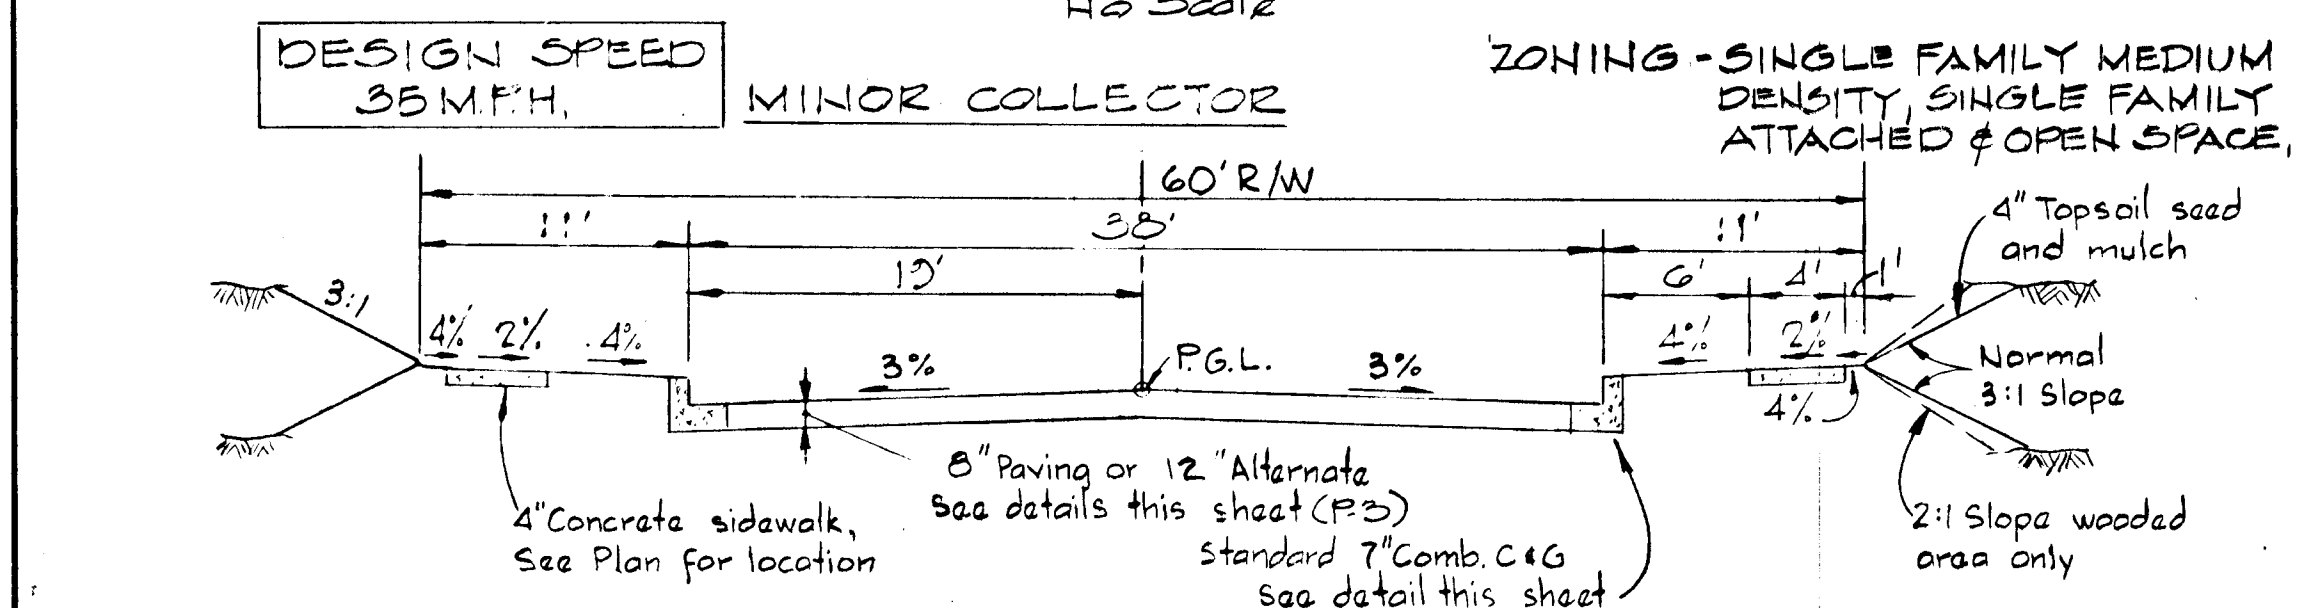 No Scale
DESIGN SPEED
35 M.P.H.
MINOR COLLECTOR
ZONING - SINGLE FAMILY MEDIUM
DENSITY, SINGLE FAMILY
ATTACHED & OPEN SPACE,
60' R/W
11'
38'
11'
19'
6'
4'
1'
4" Topsoil seed
and mulch
3:1
4%
2%
4%
3%
P.G.L.
3%
4%
2%
4%
Normal
3:1 Slope
8" Paving or 12" Alternate
See details this sheet (P.3)
4" Concrete sidewalk,
See Plan for location
Standard 7" Comb. C & G
See detail this sheet
2:1 Slope wooded
area only